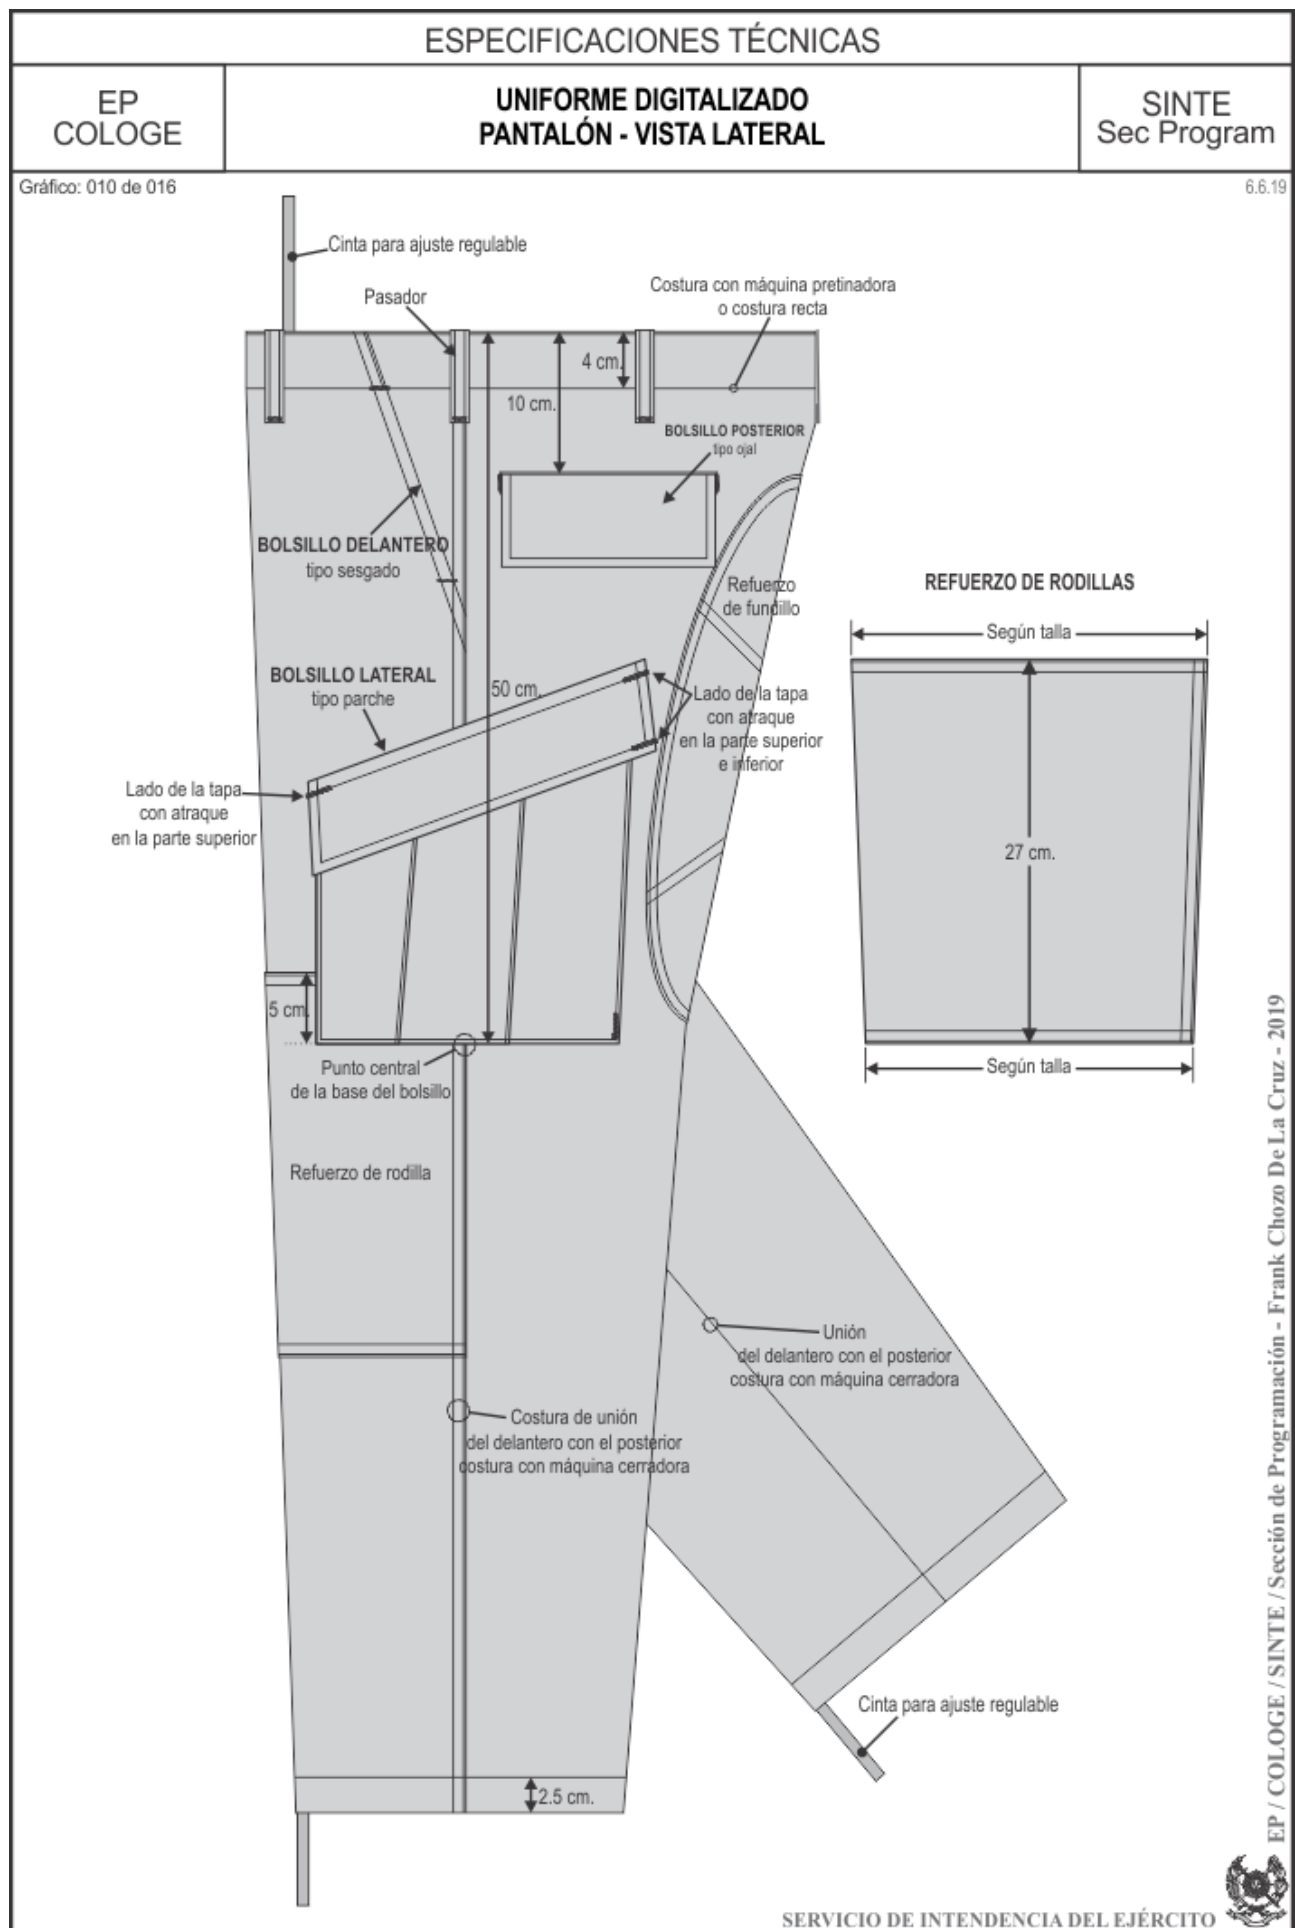 ESPECIFICACIONES TÉCNICAS
EP
COLOGE
UNIFORME DIGITALIZADO
PANTALÓN - VISTA LATERAL
SINTE
Sec Program
Gráfico: 010 de 016
6.6.19
Cinta para ajuste regulable
Pasador
Costura con máquina pretinadora
o costura recta
4 cm.
10 cm.
BOLSILLO POSTERIOR
tipo ojal
BOLSILLO DELANTERO
tipo sesgado
Refuerzo
de fundillo
REFUERZO DE RODILLAS
Según talla
BOLSILLO LATERAL
tipo parche
50 cm.
Lado de la tapa
con atraque
en la parte superior
e inferior
Lado de la tapa
con atraque
en la parte superior
27 cm.
5 cm.
Punto central
de la base del bolsillo
Según talla
Refuerzo de rodilla
Unión
del delantero con el posterior
costura con máquina cerradora
Costura de unión
del delantero con el posterior
costura con máquina cerradora
Cinta para ajuste regulable
2.5 cm.
EP / COLOGE / SINTE / Sección de Programación - Frank Chozo De La Cruz - 2019
SERVICIO DE INTENDENCIA DEL EJÉRCITO